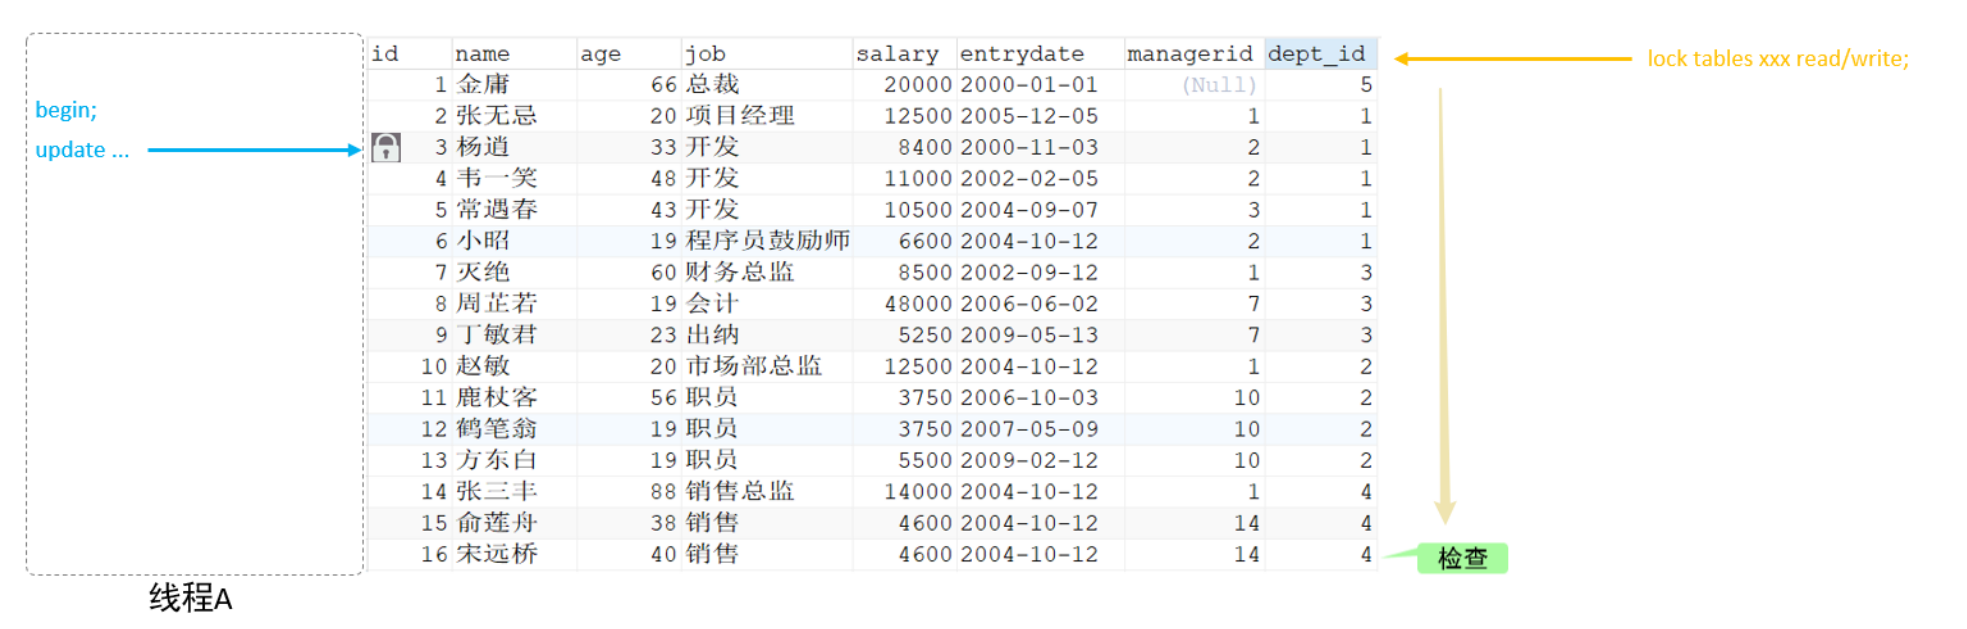 id name age job salary entrydate managerid dept_id lock tables xxx read/write;
1 金庸 66 总裁 20000 2000-01-01 (Null) 5
begin; 2 张无忌 20 项目经理 12500 2005-12-05 1 1
update ... 3 杨逍 33 开发 8400 2000-11-03 2 1
4 韦一笑 48 开发 11000 2002-02-05 2 1
5 常遇春 43 开发 10500 2004-09-07 3 1
6 小昭 19 程序员鼓励师 6600 2004-10-12 2 1
7 灭绝 60 财务总监 8500 2002-09-12 1 3
8 周芷若 19 会计 48000 2006-06-02 7 3
9 丁敏君 23 出纳 5250 2009-05-13 7 3
10 赵敏 20 市场部总监 12500 2004-10-12 1 2
11 鹿杖客 56 职员 3750 2006-10-03 10 2
12 鹤笔翁 19 职员 3750 2007-05-09 10 2
13 方东白 19 职员 5500 2009-02-12 10 2
14 张三丰 88 销售总监 14000 2004-10-12 1 4
15 俞莲舟 38 销售 4600 2004-10-12 14 4
16 宋远桥 40 销售 4600 2004-10-12 14 4 检查
线程A